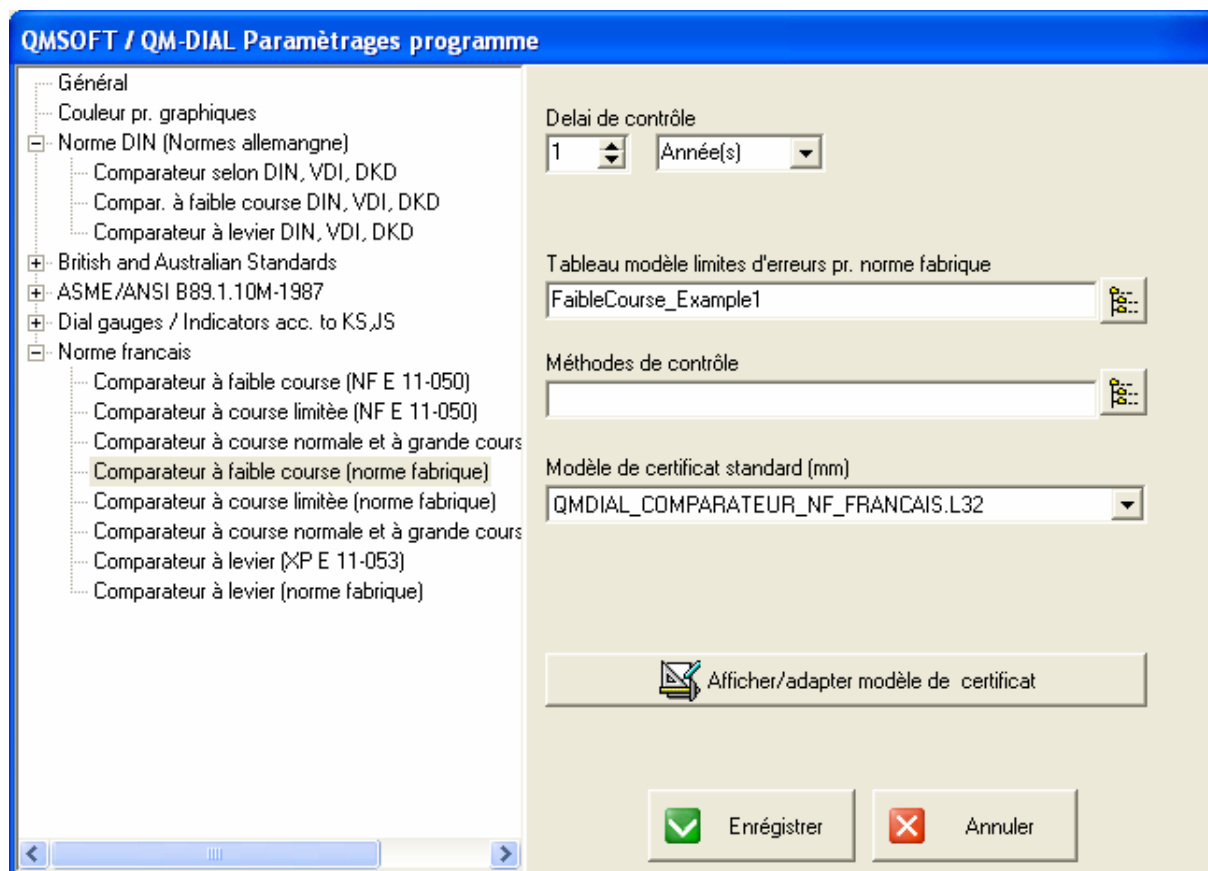 QMSOFT / QM-DIAL Paramètrages programme
Général
Couleur pr. graphiques
Norme DIN (Normes allemangne)
Comparateur selon DIN, VDI, DKD
Compar. à faible course DIN, VDI, DKD
Comparateur à levier DIN, VDI, DKD
British and Australian Standards
ASME/ANSI B89.1.10M-1987
Dial gauges / Indicators acc. to KS,JS
Norme francais
Comparateur à faible course (NF E 11-050)
Comparateur à course limitèe (NF E 11-050)
Comparateur à course normale et à grande cours
Comparateur à faible course (norme fabrique)
Comparateur à course limitèe (norme fabrique)
Comparateur à course normale et à grande cours
Comparateur à levier (XP E 11-053)
Comparateur à levier (norme fabrique)
Delai de contrôle
1 Année(s)
Tableau modèle limites d'erreurs pr. norme fabrique
FaibleCourse_Example1
Méthodes de contrôle
Modèle de certificat standard (mm)
QMDIAL_COMPARATEUR_NF_FRANCAIS.L32
Afficher/adapter modèle de certificat
Enrégistrer
Annuler